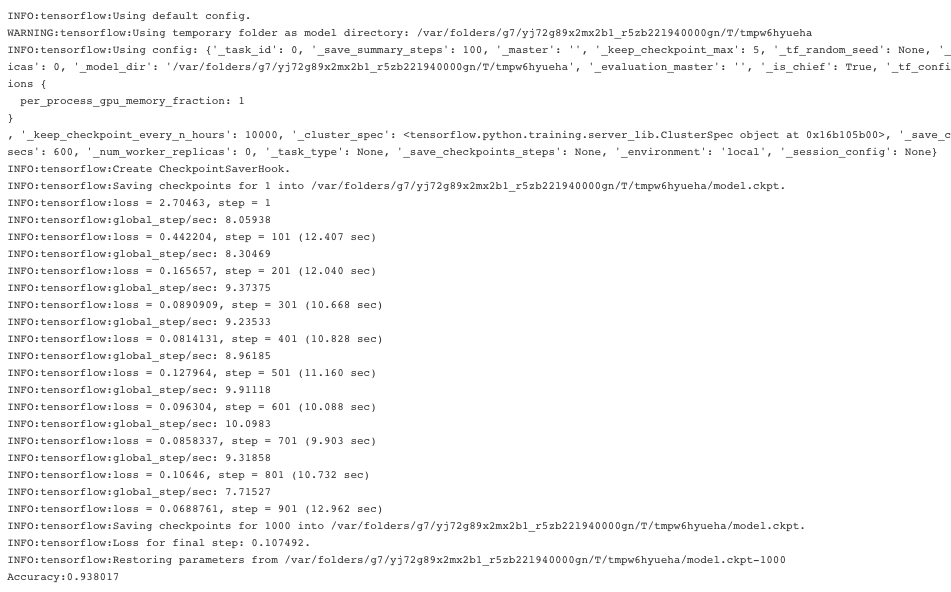 INFO:tensorflow:Using default config.
WARNING:tensorflow:Using temporary folder as model directory: /var/folders/g7/yj72g89x2mx2b1_r5zb221940000gn/T/tmpw6hyueha
INFO:tensorflow:Using config: {'_task_id': 0, '_save_summary_steps': 100, '_master': '', '_keep_checkpoint_max': 5, '_tf_random_seed': None, '_
icas': 0, '_model_dir': '/var/folders/g7/yj72g89x2mx2b1_r5zb221940000gn/T/tmpw6hyueha', '_evaluation_master': '', '_is_chief': True, '_tf_confi
ions {
  per_process_gpu_memory_fraction: 1
}
, '_keep_checkpoint_every_n_hours': 10000, '_cluster_spec': <tensorflow.python.training.server_lib.ClusterSpec object at 0x16b105b00>, '_save_c
secs': 600, '_num_worker_replicas': 0, '_task_type': None, '_save_checkpoints_steps': None, '_environment': 'local', '_session_config': None}
INFO:tensorflow:Create CheckpointSaverHook.
INFO:tensorflow:Saving checkpoints for 1 into /var/folders/g7/yj72g89x2mx2b1_r5zb221940000gn/T/tmpw6hyueha/model.ckpt.
INFO:tensorflow:loss = 2.70463, step = 1
INFO:tensorflow:global_step/sec: 8.05938
INFO:tensorflow:loss = 0.442204, step = 101 (12.407 sec)
INFO:tensorflow:global_step/sec: 8.30469
INFO:tensorflow:loss = 0.165657, step = 201 (12.040 sec)
INFO:tensorflow:global_step/sec: 9.37375
INFO:tensorflow:loss = 0.0890909, step = 301 (10.668 sec)
INFO:tensorflow:global_step/sec: 9.23533
INFO:tensorflow:loss = 0.0814131, step = 401 (10.828 sec)
INFO:tensorflow:global_step/sec: 8.96185
INFO:tensorflow:loss = 0.127964, step = 501 (11.160 sec)
INFO:tensorflow:global_step/sec: 9.91118
INFO:tensorflow:loss = 0.096304, step = 601 (10.088 sec)
INFO:tensorflow:global_step/sec: 10.0983
INFO:tensorflow:loss = 0.0858337, step = 701 (9.903 sec)
INFO:tensorflow:global_step/sec: 9.31858
INFO:tensorflow:loss = 0.10646, step = 801 (10.732 sec)
INFO:tensorflow:global_step/sec: 7.71527
INFO:tensorflow:loss = 0.0688761, step = 901 (12.962 sec)
INFO:tensorflow:Saving checkpoints for 1000 into /var/folders/g7/yj72g89x2mx2b1_r5zb221940000gn/T/tmpw6hyueha/model.ckpt.
INFO:tensorflow:Loss for final step: 0.107492.
INFO:tensorflow:Restoring parameters from /var/folders/g7/yj72g89x2mx2b1_r5zb221940000gn/T/tmpw6hyueha/model.ckpt-1000
Accuracy:0.938017